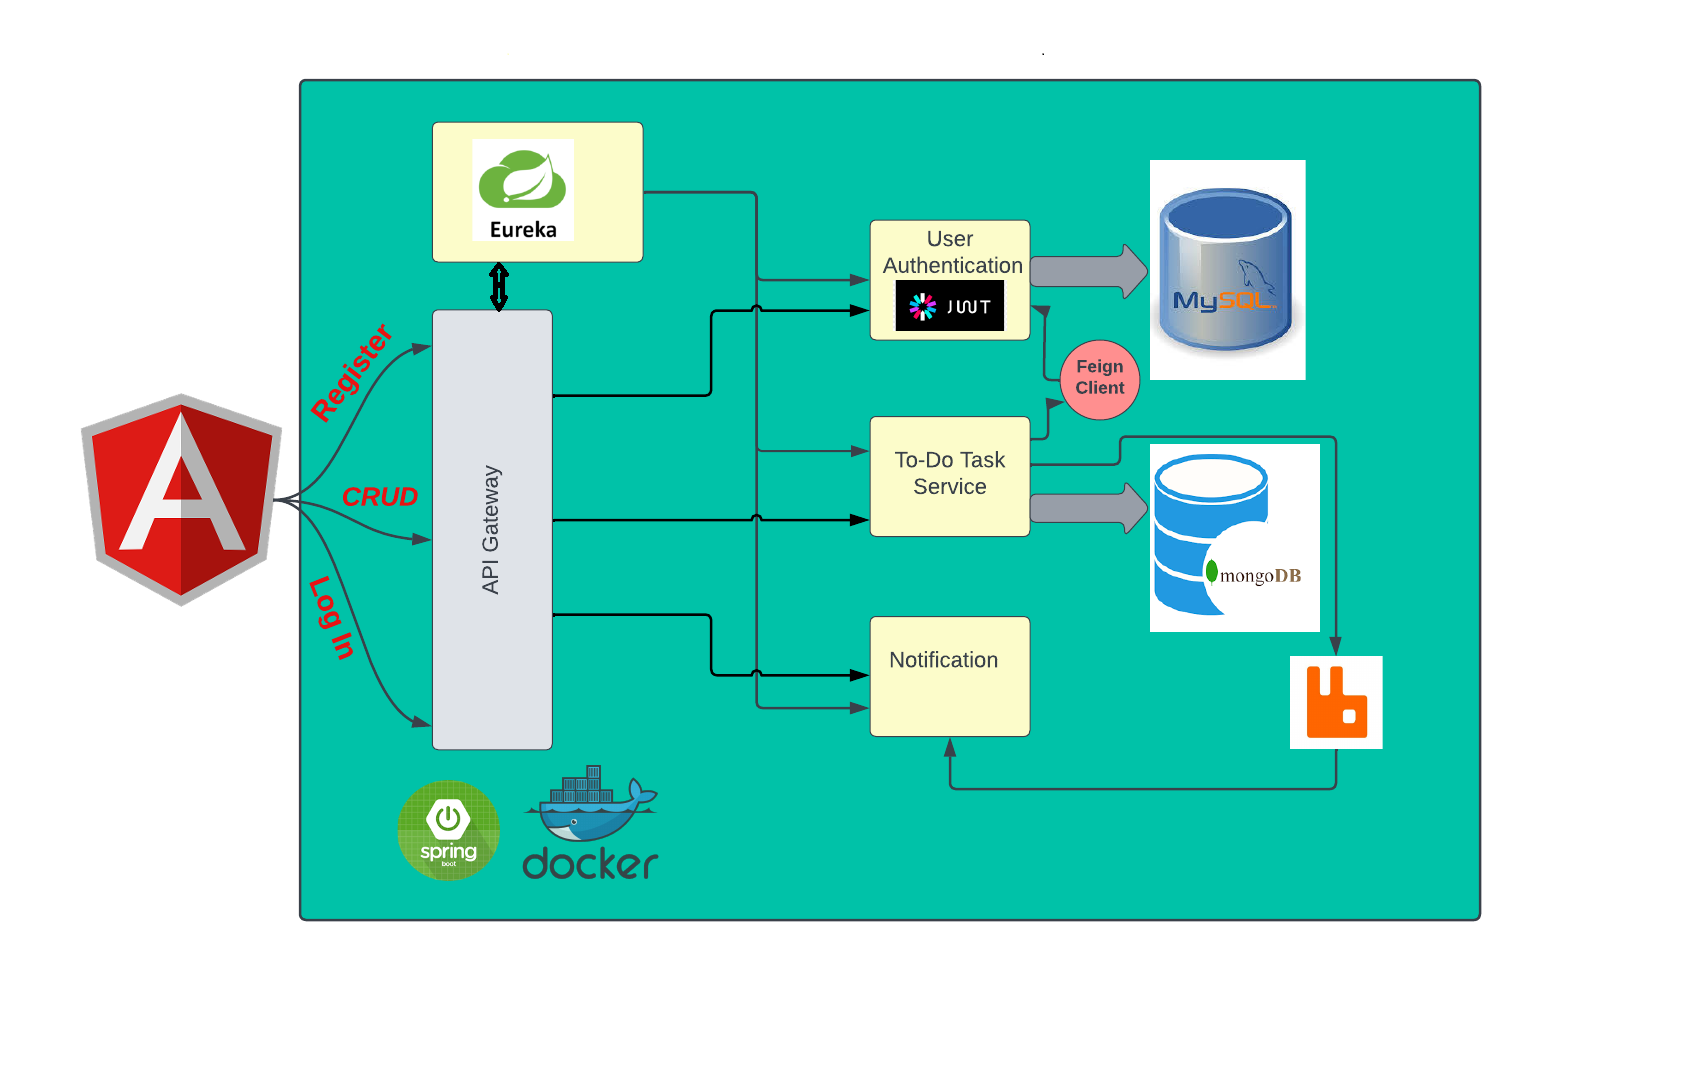 Eureka
User
Authentication
JWT
MySQL
Register
Feign
Client
CRUD
To-Do Task
Service
API Gateway
mongoDB
Log In
Notification
spring
boot
docker